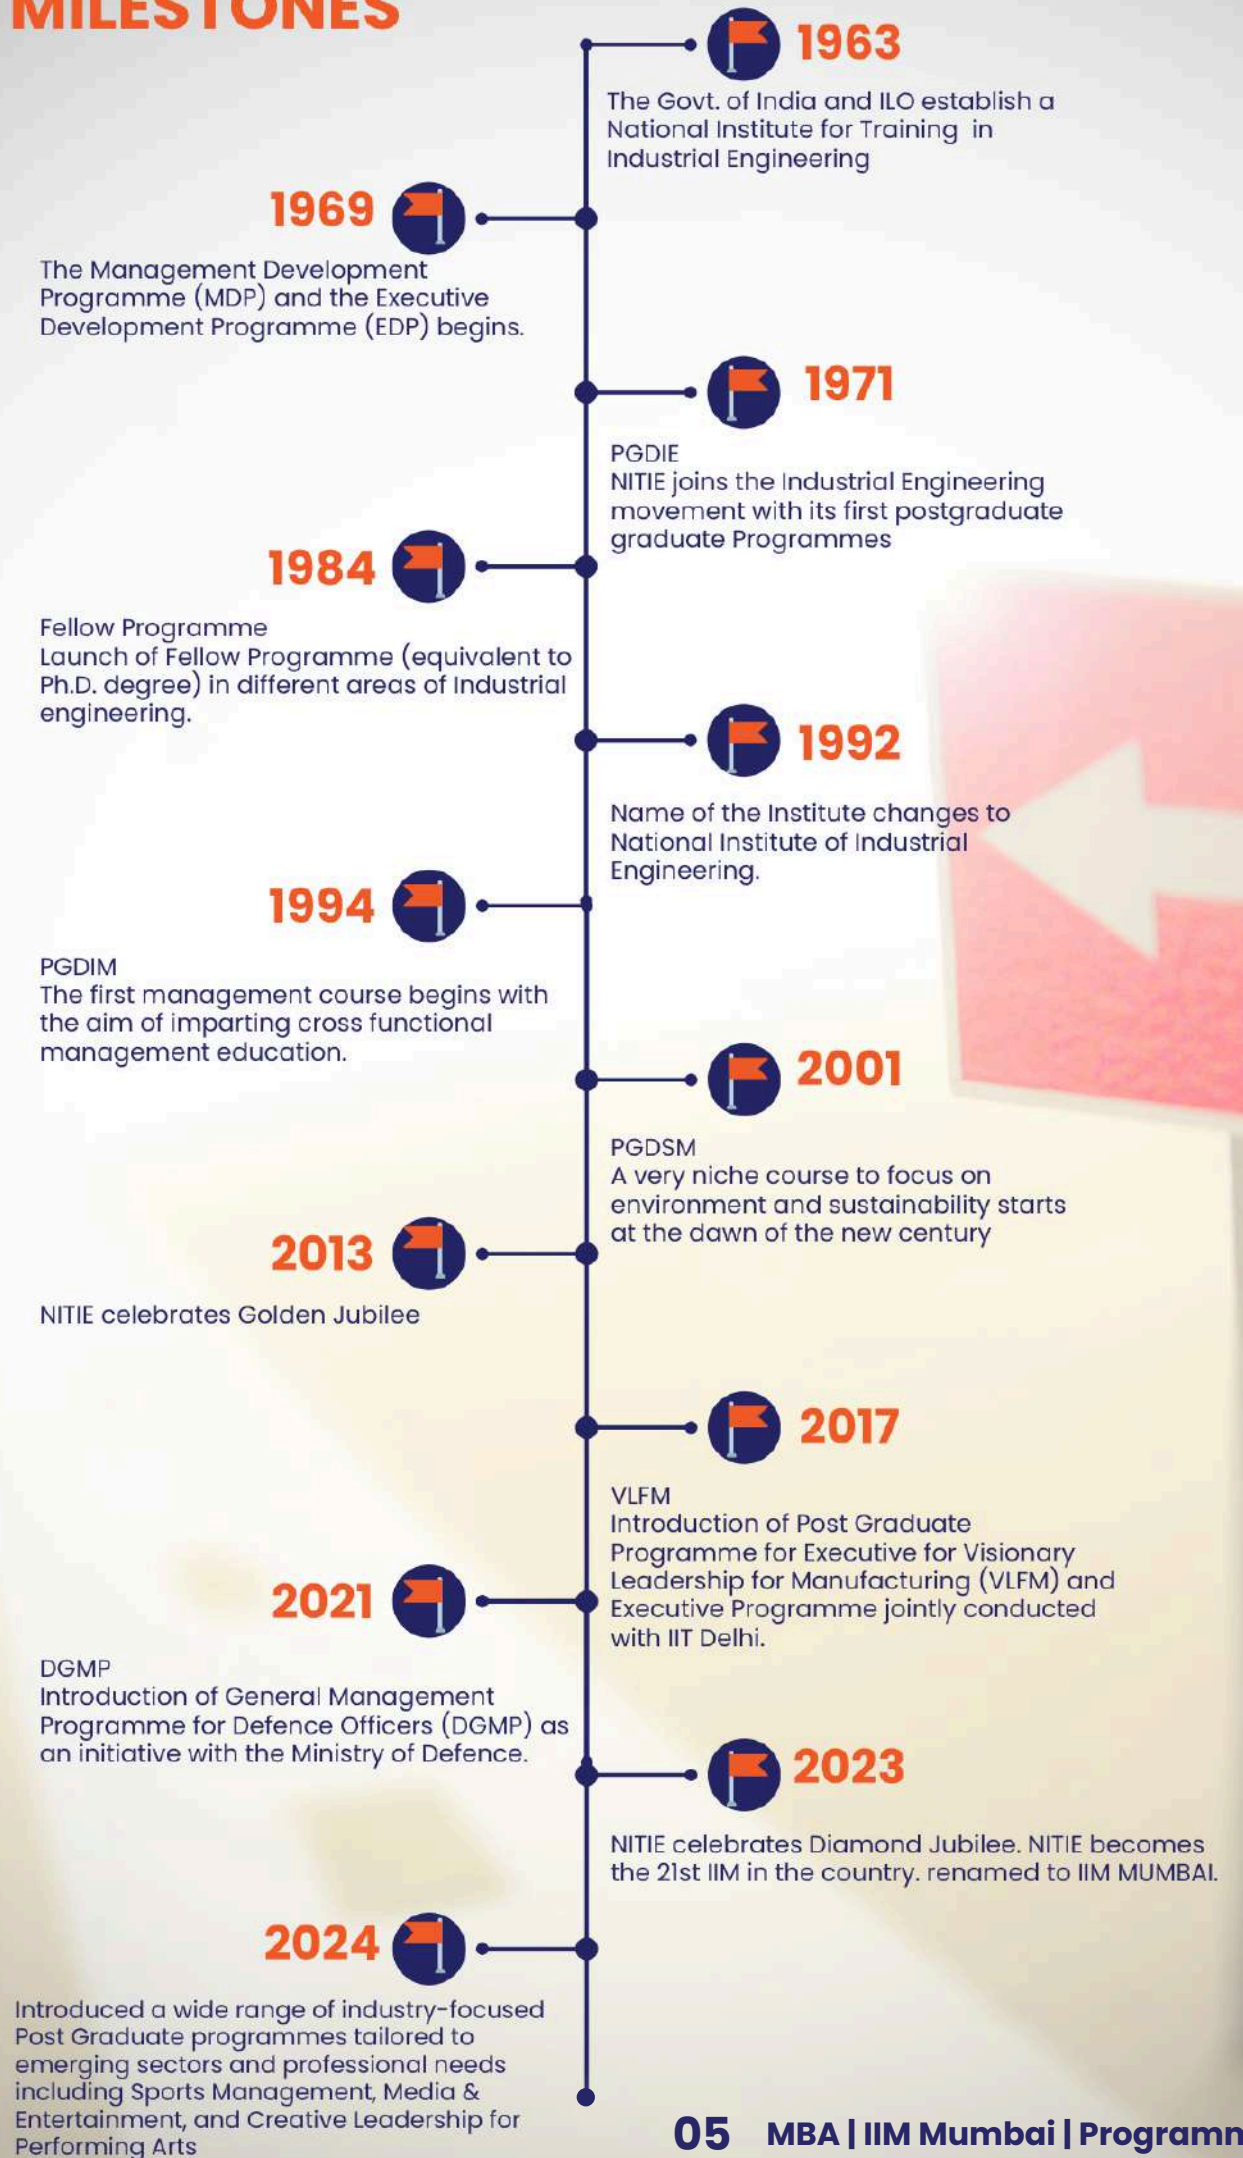 MILESTONES
1963
The Govt. of India and ILO establish a
National Institute for Training in
Industrial Engineering
1969
The Management Development
Programme (MDP) and the Executive
Development Programme (EDP) begins.
1971
PGDIE
NITIE joins the Industrial Engineering
movement with its first postgraduate
graduate Programmes
1984
Fellow Programme
Launch of Fellow Programme (equivalent to
Ph.D. degree) in different areas of Industrial
engineering.
1992
Name of the Institute changes to
National Institute of Industrial
Engineering.
1994
PGDIM
The first management course begins with
the aim of imparting cross functional
management education.
2001
PGDSM
A very niche course to focus on
environment and sustainability starts
at the dawn of the new century
2013
NITIE celebrates Golden Jubilee
2017
VLFM
Introduction of Post Graduate
Programme for Executive for Visionary
Leadership for Manufacturing (VLFM) and
Executive Programme jointly conducted
with IIT Delhi.
2021
DGMP
Introduction of General Management
Programme for Defence Officers (DGMP) as
an initiative with the Ministry of Defence.
2023
NITIE celebrates Diamond Jubilee. NITIE becomes
the 21st IIM in the country. renamed to IIM MUMBAI.
2024
Introduced a wide range of industry-focused
Post Graduate programmes tailored to
emerging sectors and professional needs
including Sports Management, Media &
Entertainment, and Creative Leadership for
Performing Arts
05 MBA | IIM Mumbai |